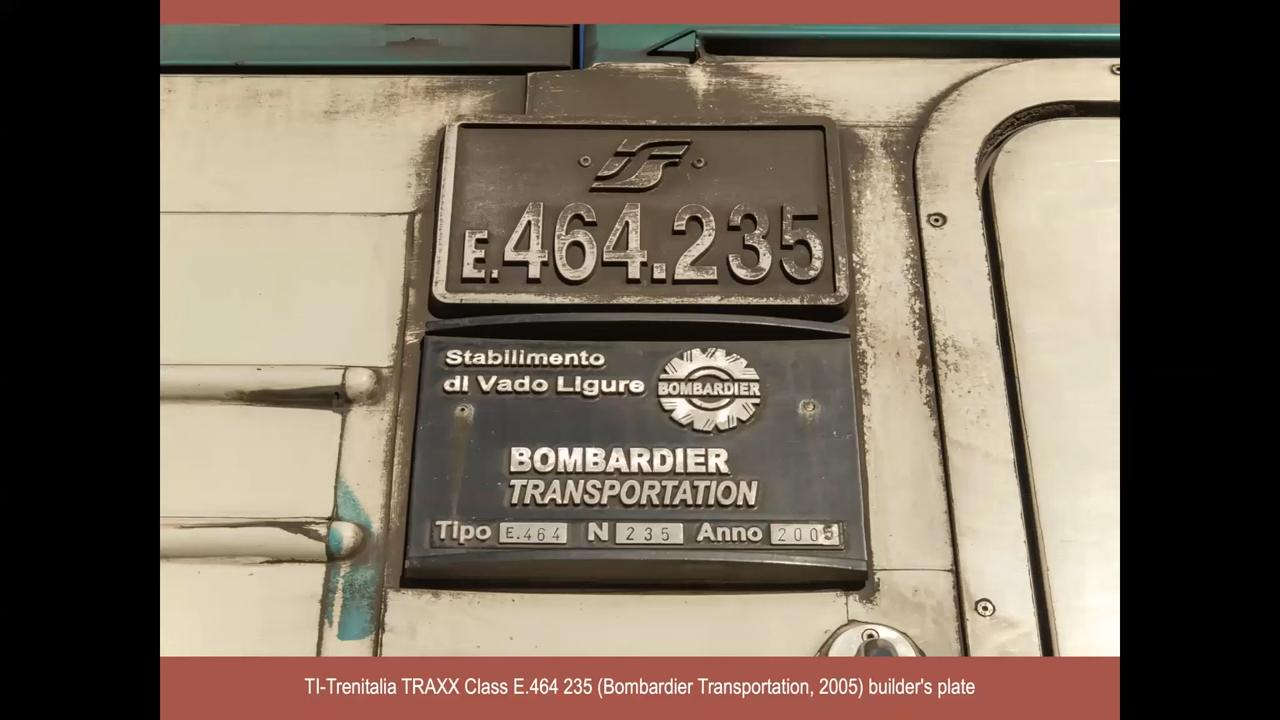 E.464.235
Stabilimento
di Vado Ligure
BOMBARDIER
BOMBARDIER
TRANSPORTATION
Tipo E.464 N 235 Anno 2005
TI-Trenitalia TRAXX Class E.464 235 (Bombardier Transportation, 2005) builder's plate